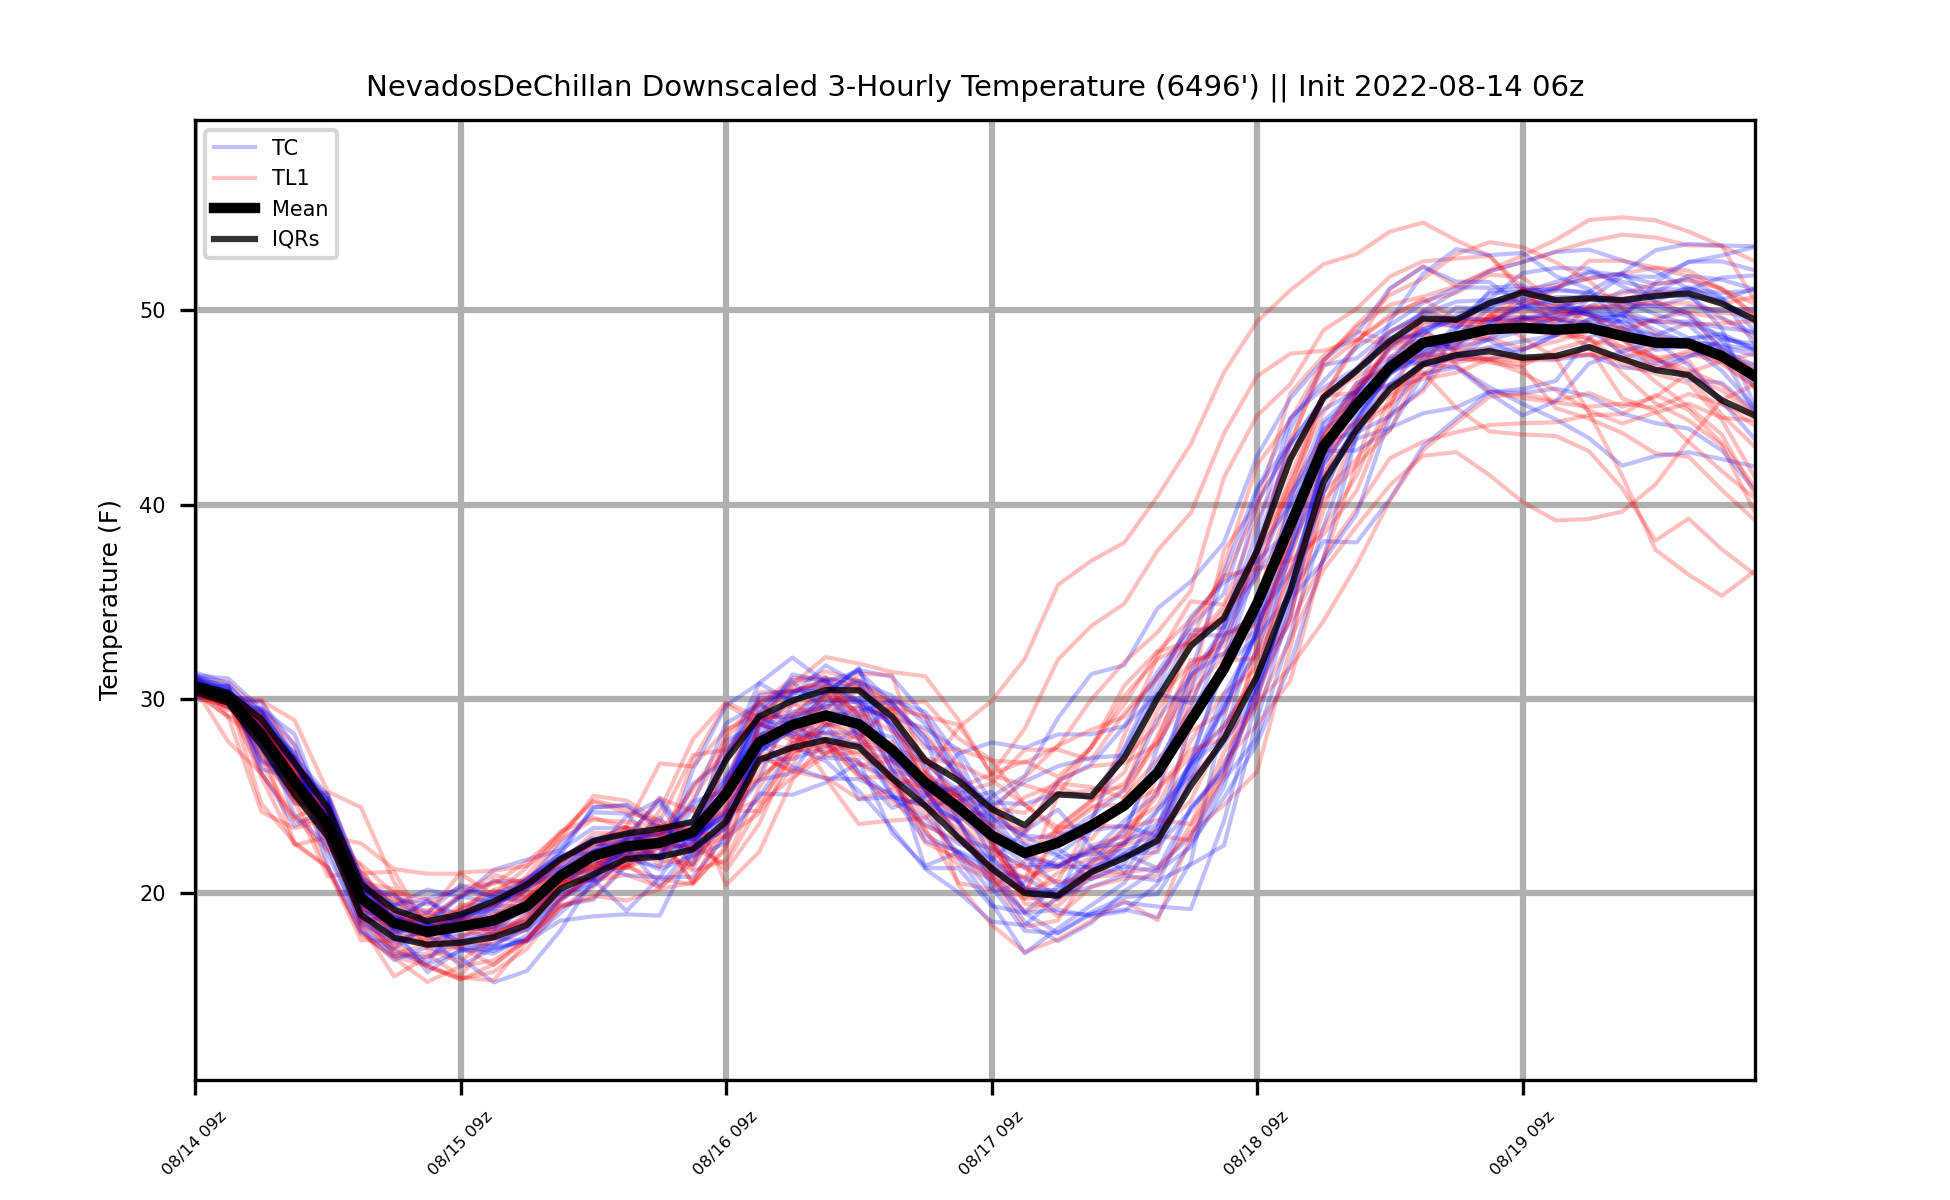 NevadosDeChillan Downscaled 3-Hourly Temperature (6496') || Init 2022-08-14 06z
TC
TL1
Mean
IQRs
50
40
30
20
Temperature (F)
08/14 09z
08/15 09z
08/16 09z
08/17 09z
08/18 09z
08/19 09z